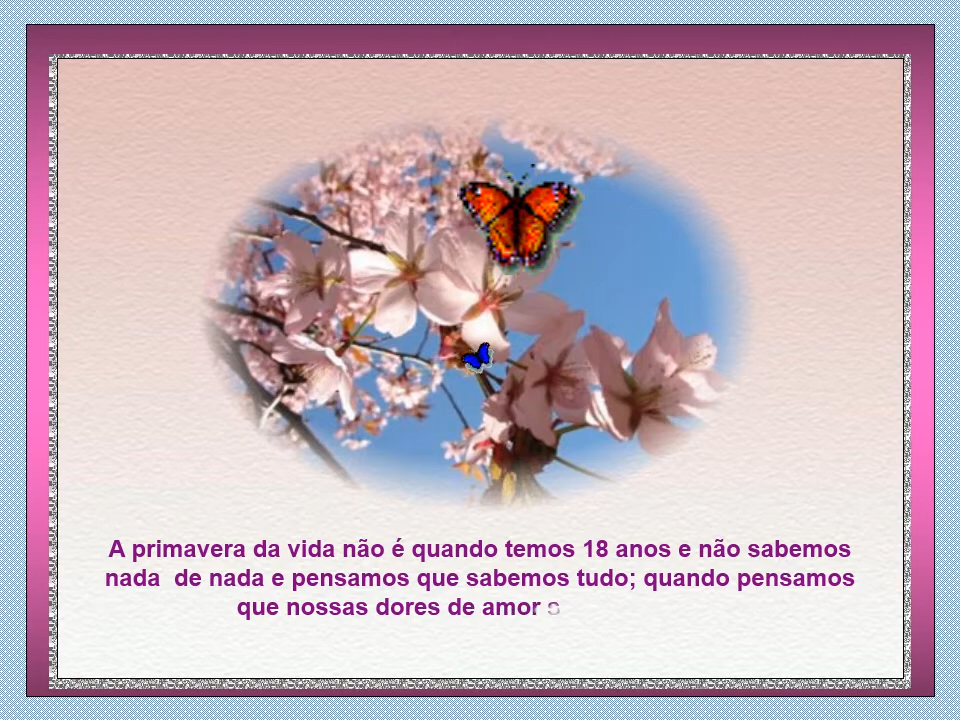 A primavera da vida não é quando temos 18 anos e não sabemos
nada  de nada e pensamos que sabemos tudo; quando pensamos
que nossas dores de amor s